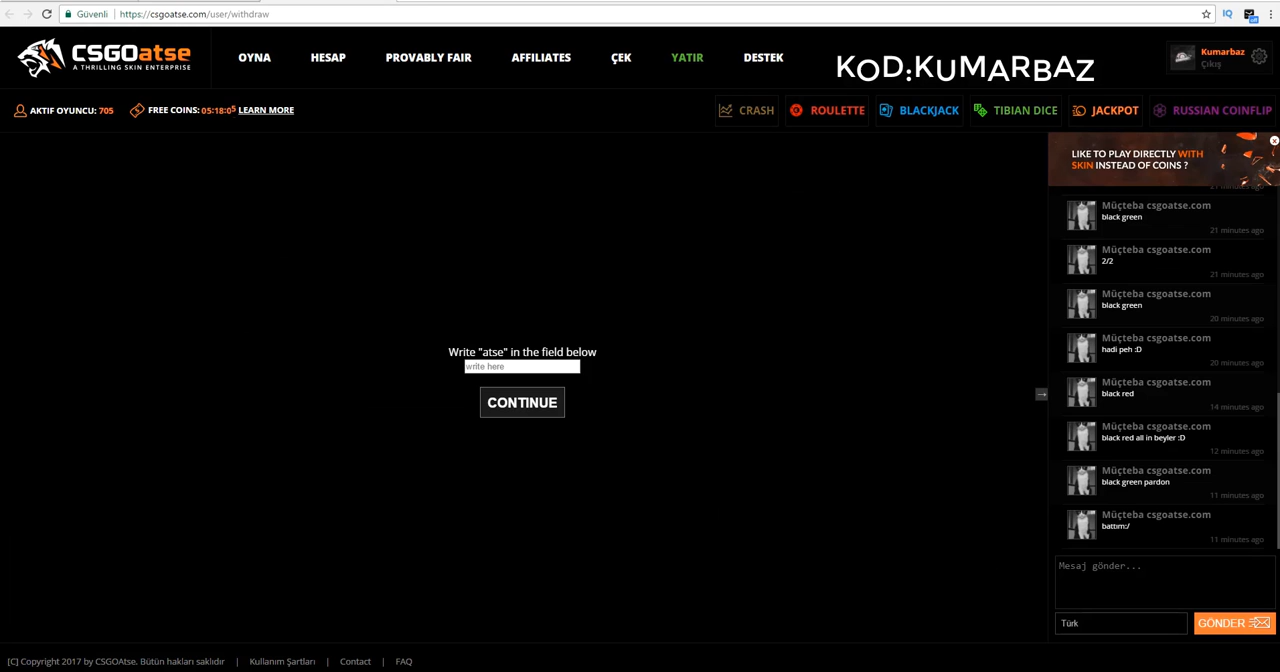 Güvenli
https://csgoatse.com/user/withdraw
IQ
CSGOatse
A THRILLING SKIN ENTERPRISE
OYNA
HESAP
PROVABLY FAIR
AFFILIATES
ÇEK
YATIR
DESTEK
KOD:KUMARBAZ
Kumarbaz
Çıkış
AKTIF OYUNCU: 705
FREE COINS: 05:18:05 LEARN MORE
CRASH
ROULETTE
BLACKJACK
TIBIAN DICE
JACKPOT
RUSSIAN COINFLIP
LIKE TO PLAY DIRECTLY WITH
SKIN INSTEAD OF COINS ?
Müçteba csgoatse.com
black green
21 minutes ago
Müçteba csgoatse.com
2/2
21 minutes ago
Müçteba csgoatse.com
black green
20 minutes ago
Müçteba csgoatse.com
hadi peh :D
20 minutes ago
Müçteba csgoatse.com
black red
14 minutes ago
Müçteba csgoatse.com
black red all in beyler :D
12 minutes ago
Müçteba csgoatse.com
black green pardon
11 minutes ago
Müçteba csgoatse.com
battım:/
11 minutes ago
Write "atse" in the field below
write here
CONTINUE
Mesaj gönder...
Türk
GÖNDER
[C] Copyright 2017 by CSGOAtse. Bütün hakları saklıdır | Kullanım Şartları | Contact | FAQ